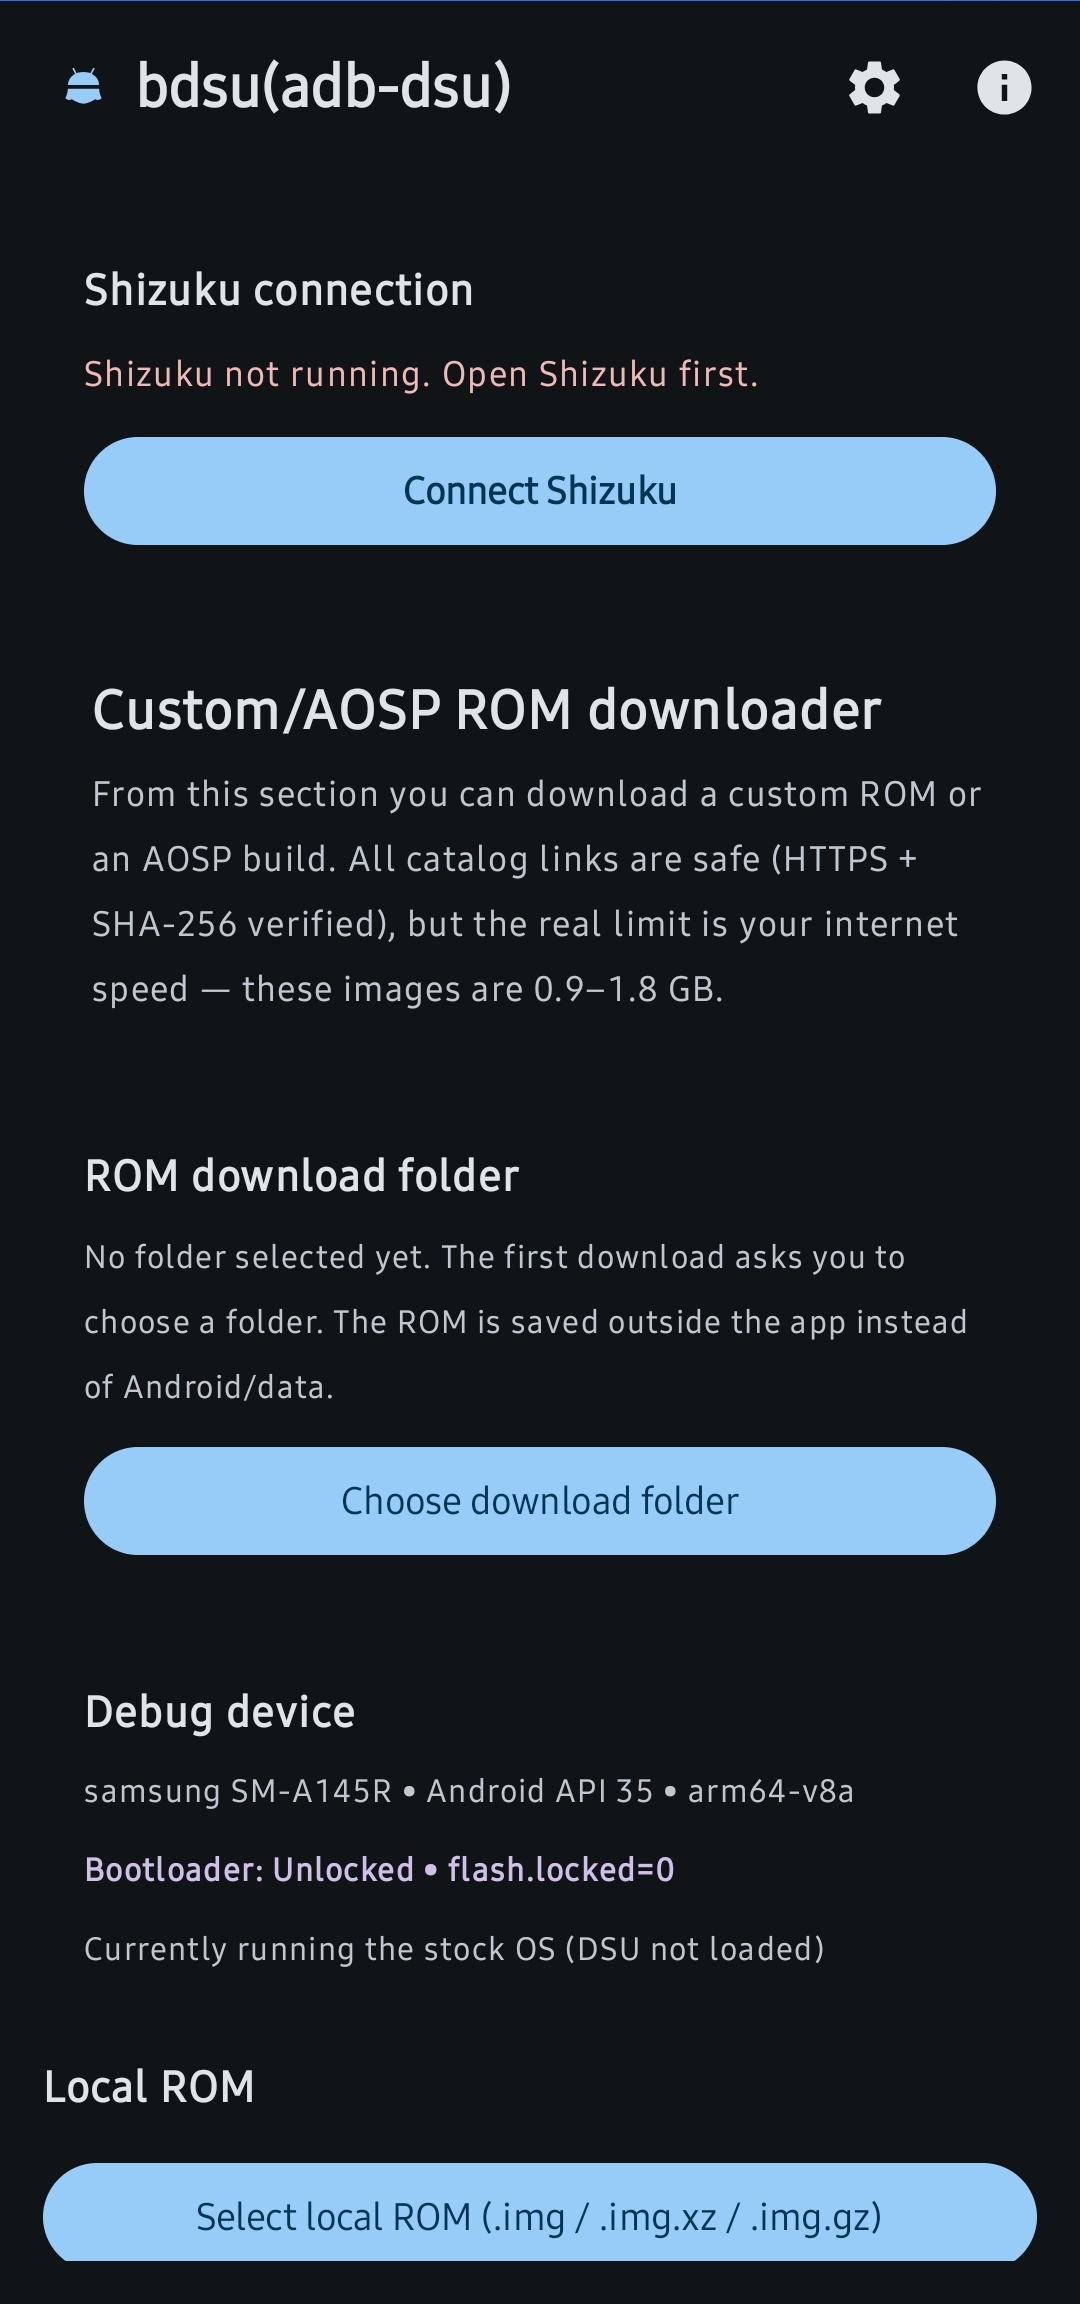 bdsu(adb-dsu)
Shizuku connection
Shizuku not running. Open Shizuku first.
Connect Shizuku
Custom/AOSP ROM downloader
From this section you can download a custom ROM or
an AOSP build. All catalog links are safe (HTTPS +
SHA-256 verified), but the real limit is your internet
speed — these images are 0.9–1.8 GB.
ROM download folder
No folder selected yet. The first download asks you to
choose a folder. The ROM is saved outside the app instead
of Android/data.
Choose download folder
Debug device
samsung SM-A145R • Android API 35 • arm64-v8a
Bootloader: Unlocked • flash.locked=0
Currently running the stock OS (DSU not loaded)
Local ROM
Select local ROM (.img / .img.xz / .img.gz)